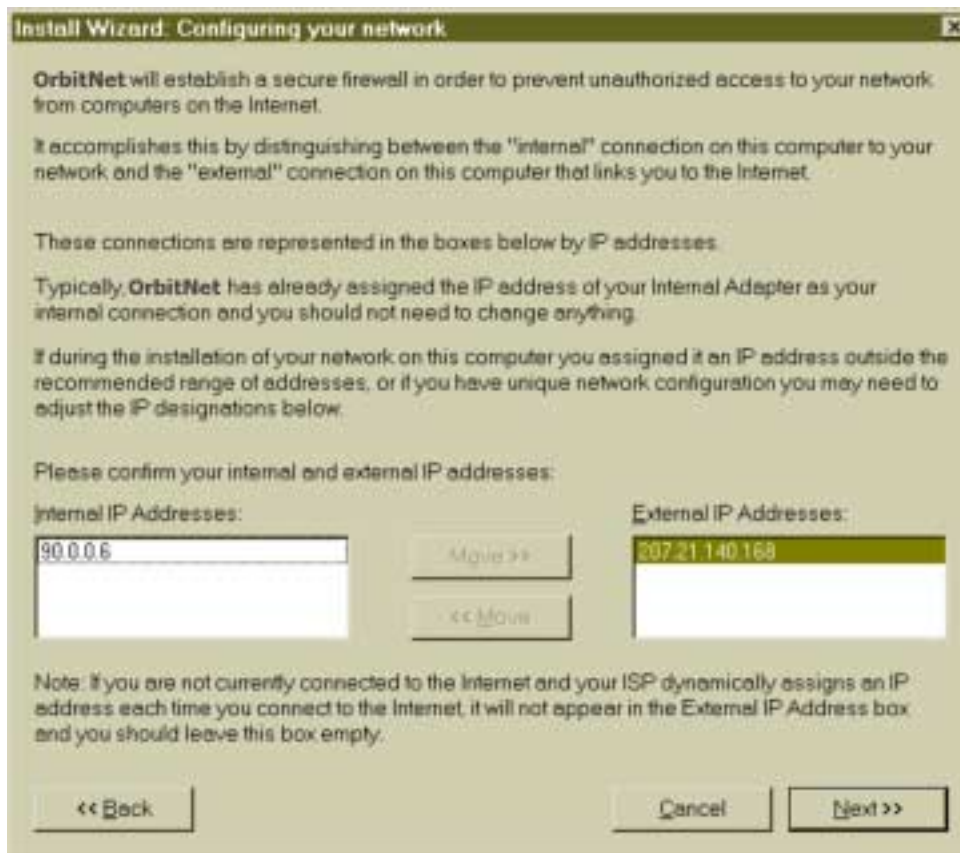 Install Wizard: Configuring your network
OrbitNet will establish a secure firewall in order to prevent unauthorized access to your network
from computers on the Internet.
It accomplishes this by distinguishing between the "internal" connection on this computer to your
network and the "external" connection on this computer that links you to the Internet.
These connections are represented in the boxes below by IP addresses.
Typically, OrbitNet has already assigned the IP address of your Internal Adapter as your
internal connection and you should not need to change anything.
If during the installation of your network on this computer you assigned it an IP address outside the
recommended range of addresses, or if you have unique network configuration you may need to
adjust the IP designations below.
Please confirm your internal and external IP addresses:
Internal IP Addresses:
External IP Addresses:
90.0.0.6
Move >>
207.21.140.168
<< Move
Note: If you are not currently connected to the Internet and your ISP dynamically assigns an IP
address each time you connect to the Internet, it will not appear in the External IP Address box
and you should leave this box empty.
<< Back
Cancel
Next >>